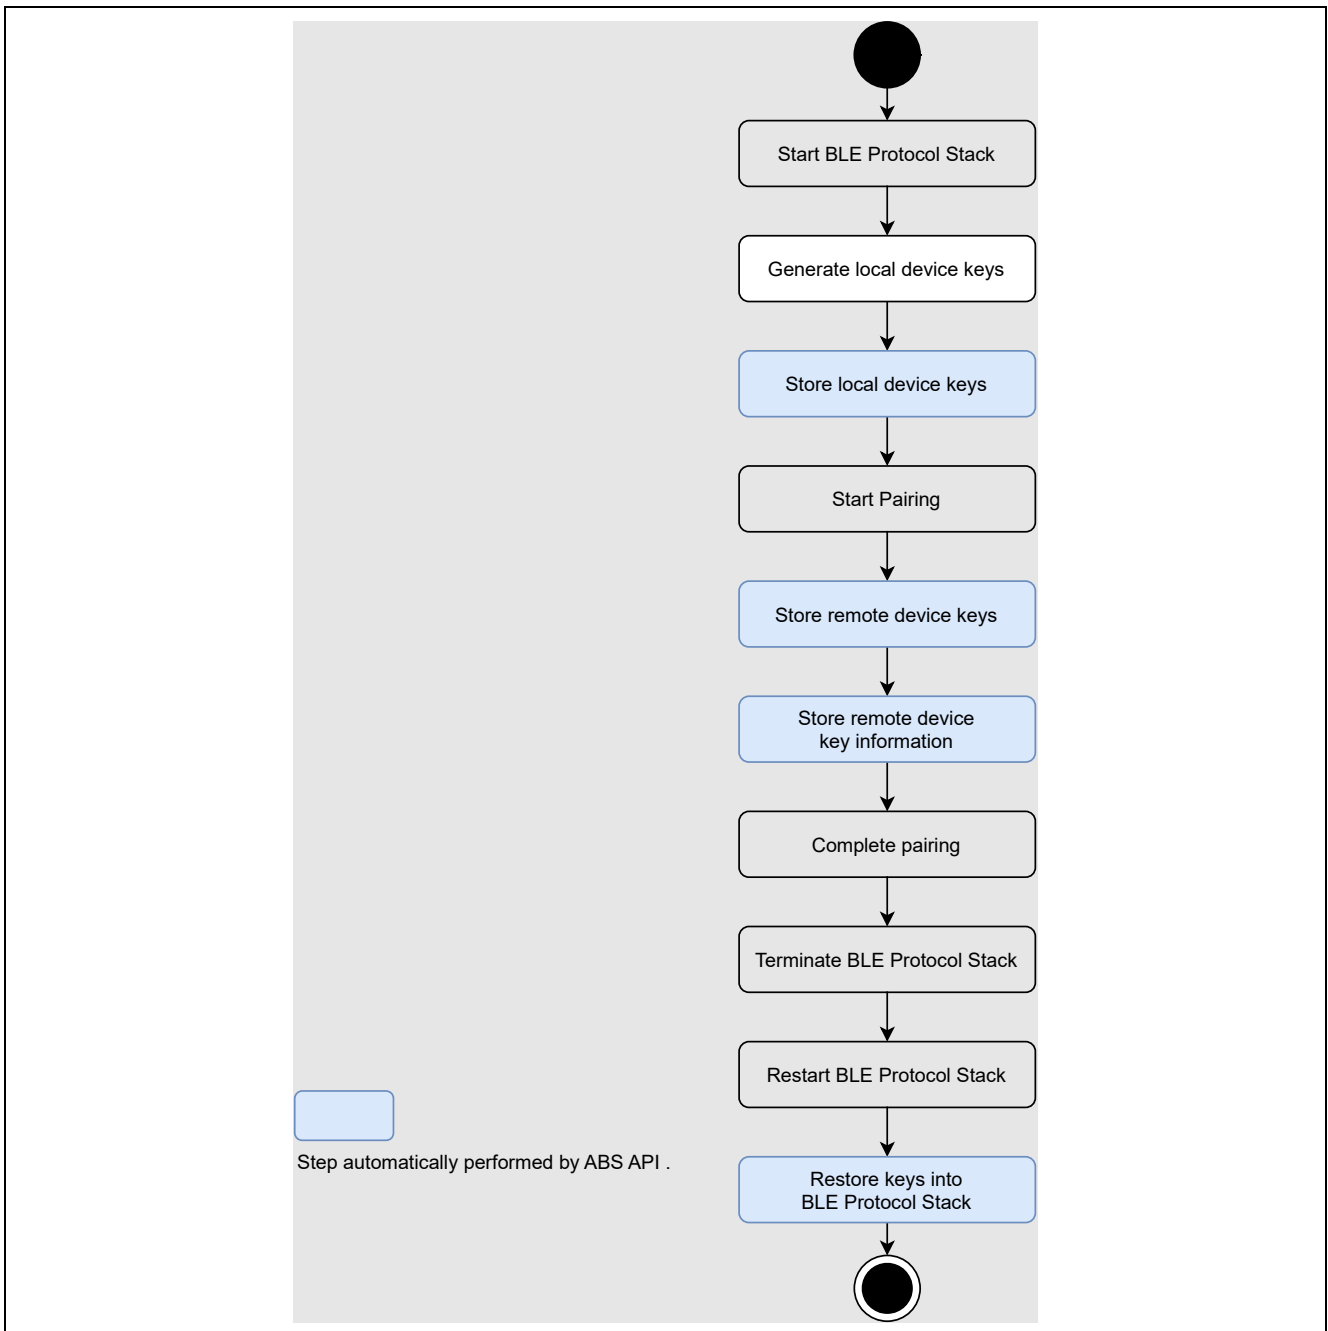 Start BLE Protocol Stack
Generate local device keys
Store local device keys
Start Pairing
Store remote device keys
Store remote device
key information
Complete pairing
Terminate BLE Protocol Stack
Restart BLE Protocol Stack
Step automatically performed by ABS API .
Restore keys into
BLE Protocol Stack